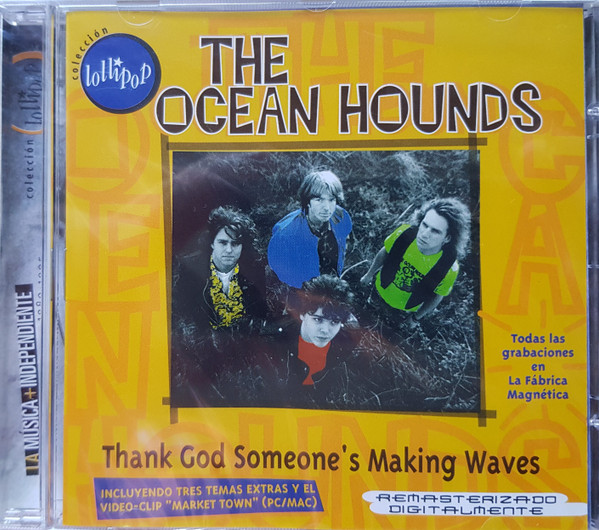 colección
lollipop
THE
OCEAN HOUNDS
Todas las
grabaciones
en
La Fábrica
Magnética
Thank God Someone's Making Waves
INCLUYENDO TRES TEMAS EXTRAS Y EL
VIDEO-CLIP "MARKET TOWN" (PC/MAC)
REMASTERIZADO
DIGITALMENTE
colección
lollipop
LA MÚSICA + INDEPENDIENTE